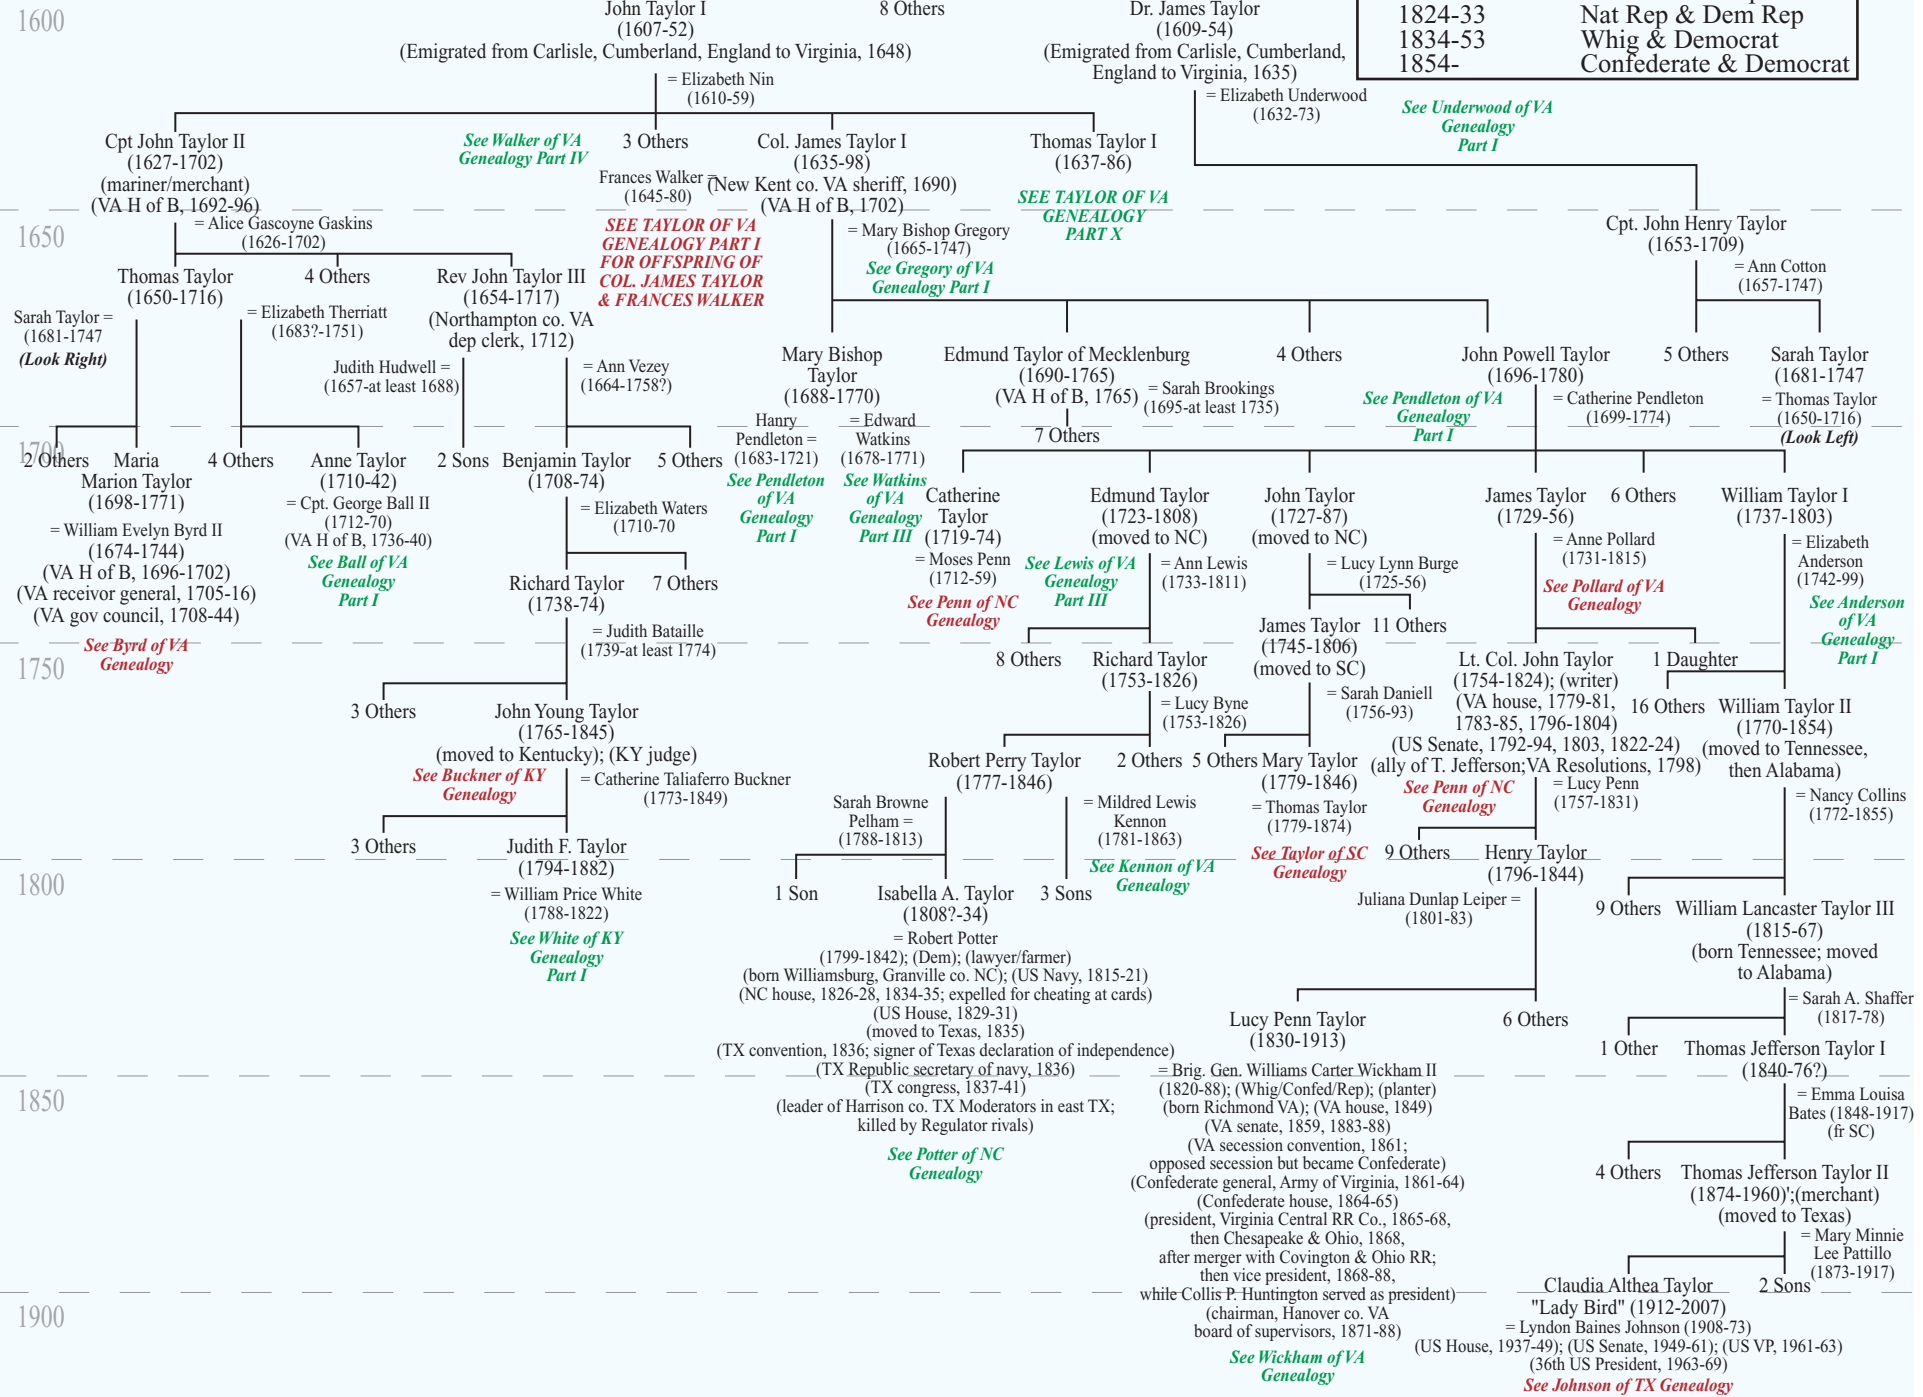 1600
John Taylor I
(1607-52)
(Emigrated from Carlisle, Cumberland, England to Virginia, 1648)
8 Others
Dr. James Taylor
(1609-54)
(Emigrated from Carlisle, Cumberland,
England to Virginia, 1635)
1824-33 Nat Rep & Dem Rep
1834-53 Whig & Democrat
1854- Confederate & Democrat
= Elizabeth Nin
(1610-59)
= Elizabeth Underwood
(1632-73)
See Underwood of VA
Genealogy
Part I
Cpt John Taylor II
(1627-1702)
(mariner/merchant)
(VA H of B, 1692-96)
See Walker of VA
Genealogy Part IV
3 Others
Frances Walker =
(1645-80)
Col. James Taylor I
(1635-98)
(New Kent co. VA sheriff, 1690)
(VA H of B, 1702)
Thomas Taylor I
(1637-86)
SEE TAYLOR OF VA
GENEALOGY
PART X
1650
= Alice Gascoyne Gaskins
(1626-1702)
SEE TAYLOR OF VA
GENEALOGY PART I
FOR OFFSPRING OF
COL. JAMES TAYLOR
& FRANCES WALKER
= Mary Bishop Gregory
(1665-1747)
See Gregory of VA
Genealogy Part I
Cpt. John Henry Taylor
(1653-1709)
= Ann Cotton
(1657-1747)
Thomas Taylor
(1650-1716)
4 Others
Rev John Taylor III
(1654-1717)
(Northampton co. VA
dep clerk, 1712)
Sarah Taylor =
(1681-1747
(Look Right)
= Elizabeth Therriatt
(1683?-1751)
Judith Hudwell =
(1657-at least 1688)
= Ann Vezey
(1664-1758?)
Mary Bishop
Taylor
(1688-1770)
Hanry
Pendleton =
(1683-1721)
See Pendleton
of VA
Genealogy
Part I
= Edward
Watkins
(1678-1771)
See Watkins
of VA
Genealogy
Part III
Edmund Taylor of Mecklenburg
(1690-1765)
(VA H of B, 1765)
= Sarah Brookings
(1695-at least 1735)
7 Others
4 Others
John Powell Taylor
(1696-1780)
See Pendleton of VA
Genealogy
Part I
= Catherine Pendleton
(1699-1774)
5 Others
Sarah Taylor
(1681-1747
= Thomas Taylor
(1650-1716)
(Look Left)
1700
2 Others
Maria
Marion Taylor
(1698-1771)
= William Evelyn Byrd II
(1674-1744)
(VA H of B, 1696-1702)
(VA receivor general, 1705-16)
(VA gov council, 1708-44)
See Byrd of VA
Genealogy
4 Others
Anne Taylor
(1710-42)
= Cpt. George Ball II
(1712-70)
(VA H of B, 1736-40)
See Ball of VA
Genealogy
Part I
2 Sons
Benjamin Taylor
(1708-74)
5 Others
= Elizabeth Waters
(1710-70
Richard Taylor
(1738-74)
7 Others
= Judith Bataille
(1739-at least 1774)
Catherine
Taylor
(1719-74)
= Moses Penn
(1712-59)
See Penn of NC
Genealogy
Edmund Taylor
(1723-1808)
(moved to NC)
See Lewis of VA
Genealogy
Part III
= Ann Lewis
(1733-1811)
John Taylor
(1727-87)
(moved to NC)
= Lucy Lynn Burge
(1725-56)
James Taylor
(1729-56)
= Anne Pollard
(1731-1815)
See Pollard of VA
Genealogy
6 Others
William Taylor I
(1737-1803)
= Elizabeth
Anderson
(1742-99)
See Anderson
of VA
Genealogy
Part I
1750
3 Others
John Young Taylor
(1765-1845)
(moved to Kentucky); (KY judge)
See Buckner of KY
Genealogy
= Catherine Taliaferro Buckner
(1773-1849)
8 Others
Richard Taylor
(1753-1826)
= Lucy Byne
(1753-1826)
James Taylor
(1745-1806)
(moved to SC)
11 Others
= Sarah Daniell
(1756-93)
Lt. Col. John Taylor
(1754-1824); (writer)
(VA house, 1779-81,
1783-85, 1796-1804)
(US Senate, 1792-94, 1803, 1822-24)
(ally of T. Jefferson;VA Resolutions, 1798)
See Penn of NC
Genealogy
= Lucy Penn
(1757-1831)
1 Daughter
16 Others
William Taylor II
(1770-1854)
(moved to Tennessee,
then Alabama)
= Nancy Collins
(1772-1855)
Robert Perry Taylor
(1777-1846)
2 Others
5 Others
Mary Taylor
(1779-1846)
= Thomas Taylor
(1779-1874)
See Taylor of SC
Genealogy
Sarah Browne
Pelham =
(1788-1813)
= Mildred Lewis
Kennon
(1781-1863)
See Kennon of VA
Genealogy
3 Others
Judith F. Taylor
(1794-1882)
= William Price White
(1788-1822)
See White of KY
Genealogy
Part I
9 Others
Henry Taylor
(1796-1844)
Juliana Dunlap Leiper =
(1801-83)
1800
1 Son
Isabella A. Taylor
(1808?-34)
= Robert Potter
(1799-1842); (Dem); (lawyer/farmer)
(born Williamsburg, Granville co. NC); (US Navy, 1815-21)
(NC house, 1826-28, 1834-35; expelled for cheating at cards)
(US House, 1829-31)
(moved to Texas, 1835)
(TX convention, 1836; signer of Texas declaration of independence)
(TX Republic secretary of navy, 1836)
(TX congress, 1837-41)
(leader of Harrison co. TX Moderators in east TX;
killed by Regulator rivals)
See Potter of NC
Genealogy
3 Sons
9 Others
William Lancaster Taylor III
(1815-67)
(born Tennessee; moved
to Alabama)
= Sarah A. Shaffer
(1817-78)
Lucy Penn Taylor
(1830-1913)
6 Others
= Brig. Gen. Williams Carter Wickham II
(1820-88); (Whig/Confed/Rep); (planter)
(born Richmond VA); (VA house, 1849)
(VA senate, 1859, 1883-88)
(VA secession convention, 1861;
opposed secession but became Confederate)
(Confederate general, Army of Virginia, 1861-64)
(Confederate house, 1864-65)
(president, Virginia Central RR Co., 1865-68,
then Chesapeake & Ohio, 1868,
after merger with Covington & Ohio RR;
then vice president, 1868-88,
while Collis P. Huntington served as president)
(chairman, Hanover co. VA
board of supervisors, 1871-88)
See Wickham of VA
Genealogy
1 Other
Thomas Jefferson Taylor I
(1840-76?)
1850
= Emma Louisa
Bates (1848-1917)
(fr SC)
4 Others
Thomas Jefferson Taylor II
(1874-1960)';(merchant)
(moved to Texas)
= Mary Minnie
Lee Pattillo
(1873-1917)
Claudia Althea Taylor
"Lady Bird" (1912-2007)
2 Sons
1900
= Lyndon Baines Johnson (1908-73)
(US House, 1937-49); (US Senate, 1949-61); (US VP, 1961-63)
(36th US President, 1963-69)
See Johnson of TX Genealogy